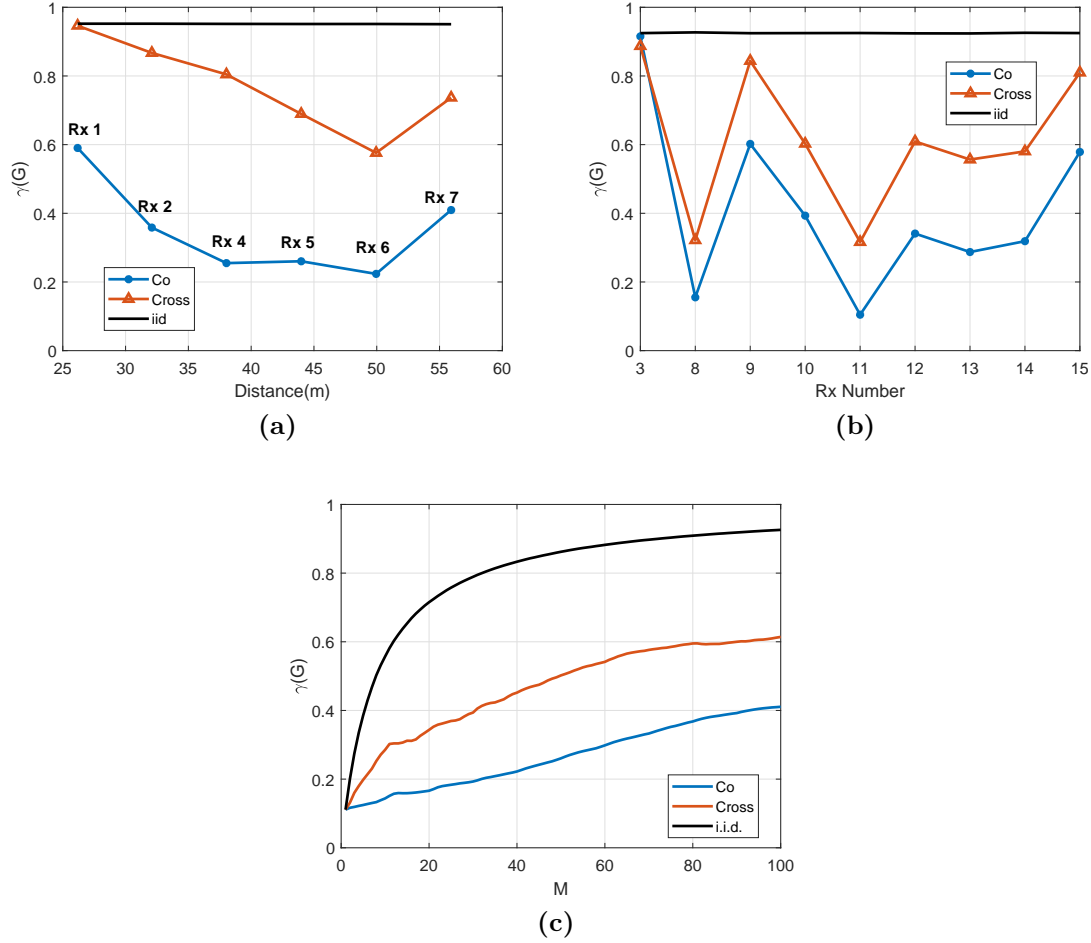 1
0.8
0.6
0.4
0.2
0
γ(G)
Rx 1
Rx 2
Rx 4
Rx 5
Rx 6
Rx 7
Co
Cross
iid
25 30 35 40 45 50 55 60
Distance(m)
(a)
1
0.8
0.6
0.4
0.2
0
γ(G)
Co
Cross
iid
3 8 9 10 11 12 13 14 15
Rx Number
(b)
1
0.8
0.6
0.4
0.2
0
γ(G)
Co
Cross
i.i.d.
0 20 40 60 80 100
M
(c)